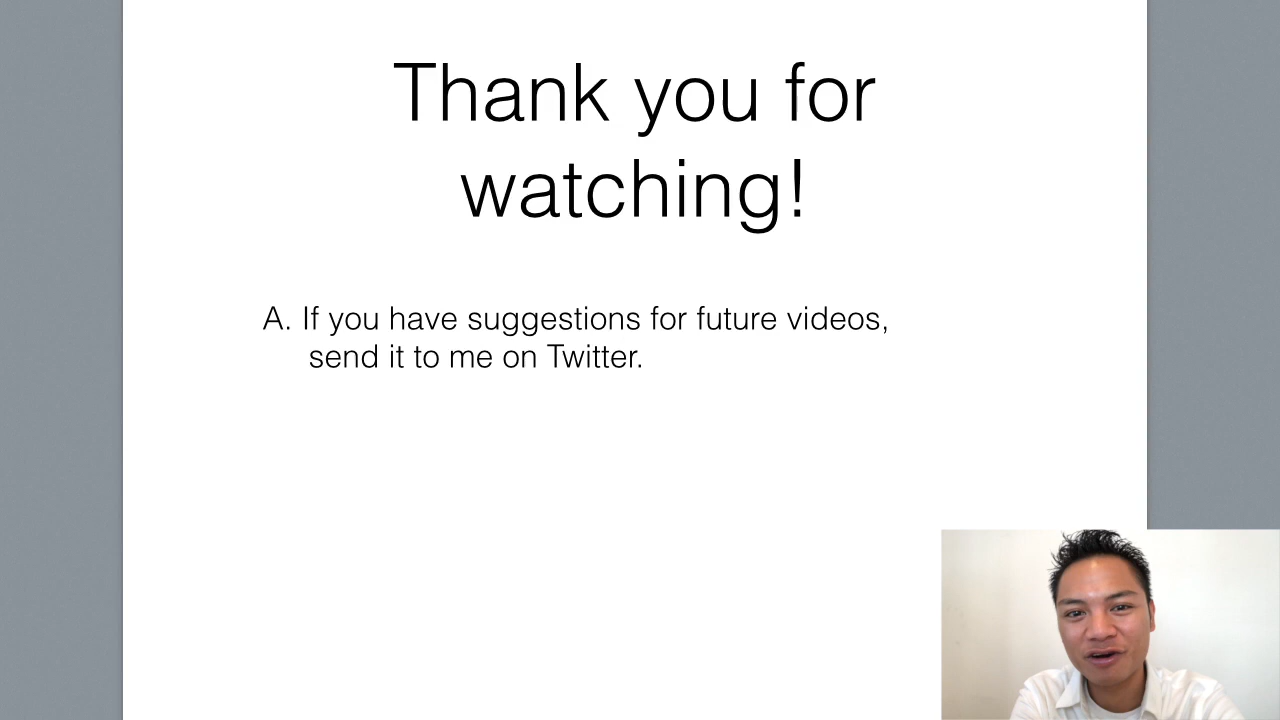 Thank you for
watching!
A. If you have suggestions for future videos,
send it to me on Twitter.